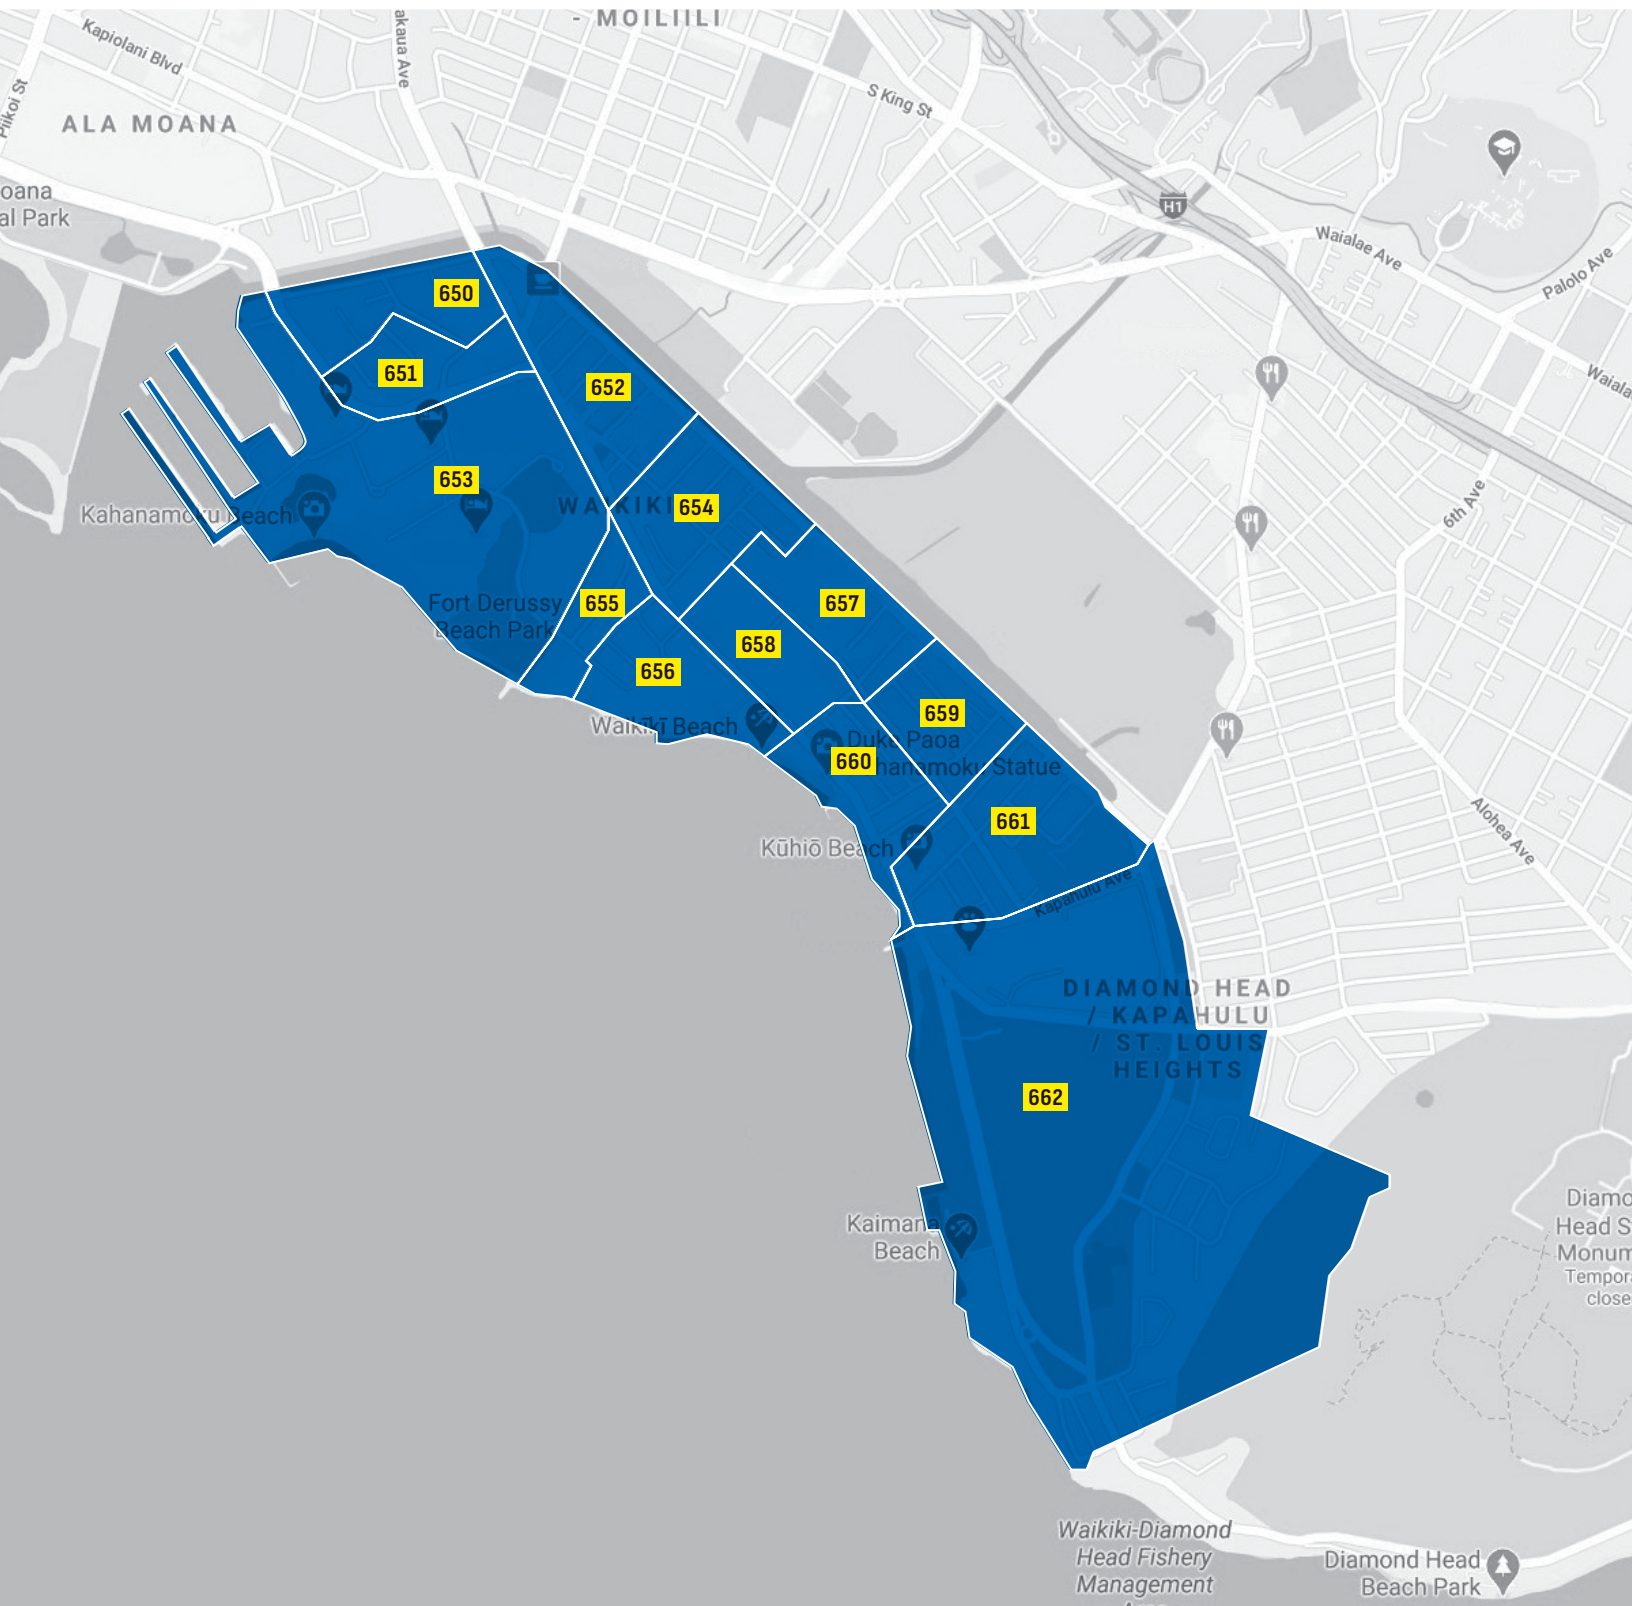 - MOILIILI
Kapiolani Blvd
akaua Ave
Piikoi St
S King St
ALA MOANA
oana
al Park
H1
Waialae Ave
Palolo Ave
650
651
652
Waiala
653
WAIKIKI
654
Kahanamoku Beach
6th Ave
Fort Derussy
Beach Park
655
657
658
656
659
Waikīkī Beach
Duke Paoa
hanamoku Statue
660
661
Alohea Ave
Kūhiō Beach
Kapahulu Ave
DIAMOND HEAD
/ KAPAHULU
/ ST. LOUIS
HEIGHTS
662
Kaimana
Beach
Diamo
Head S
Monum
Tempora
close
Waikiki-Diamond
Head Fishery
Management
Diamond Head
Beach Park